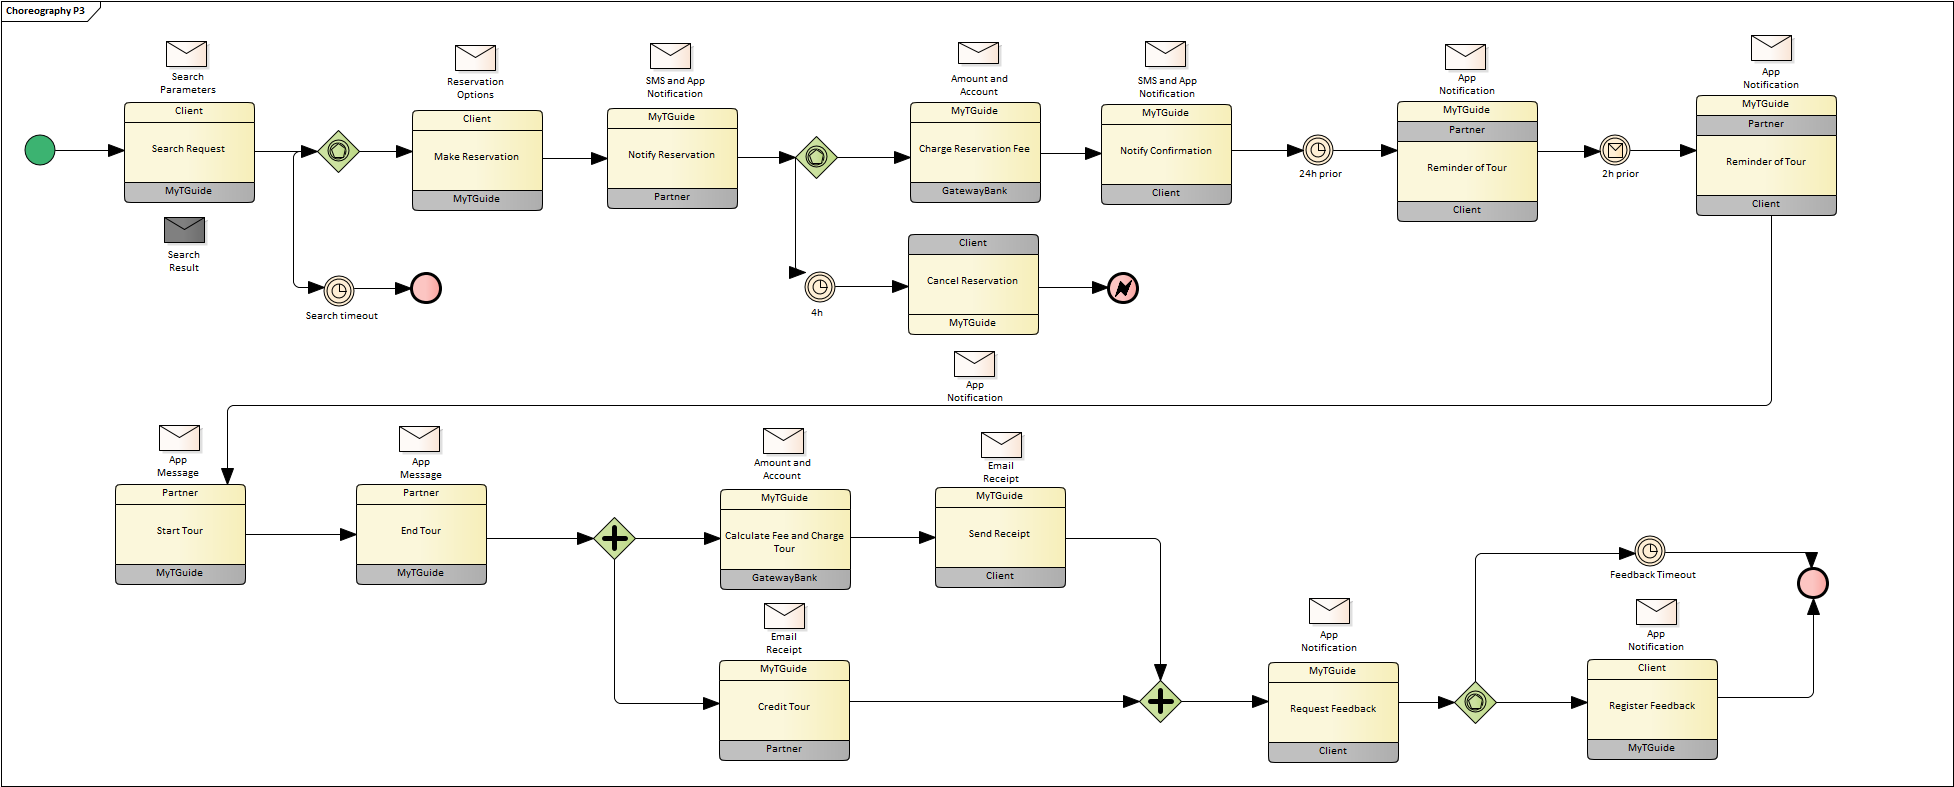 Choreography P3
Search
Parameters
Client
Search Request
MyTGuide
Search
Result
Search timeout
Reservation
Options
Client
Make Reservation
MyTGuide
SMS and App
Notification
MyTGuide
Notify Reservation
Partner
4h
Amount and
Account
MyTGuide
Charge Reservation Fee
GatewayBank
Client
Cancel Reservation
MyTGuide
App
Notification
SMS and App
Notification
MyTGuide
Notify Confirmation
Client
24h prior
App
Notification
MyTGuide
Partner
Reminder of Tour
Client
2h prior
App
Notification
MyTGuide
Partner
Reminder of Tour
Client
App
Message
Partner
Start Tour
MyTGuide
App
Message
Partner
End Tour
MyTGuide
Amount and
Account
MyTGuide
Calculate Fee and Charge
Tour
GatewayBank
Email
Receipt
MyTGuide
Send Receipt
Client
Email
Receipt
MyTGuide
Credit Tour
Partner
App
Notification
MyTGuide
Request Feedback
Client
Feedback Timeout
App
Notification
Client
Register Feedback
MyTGuide